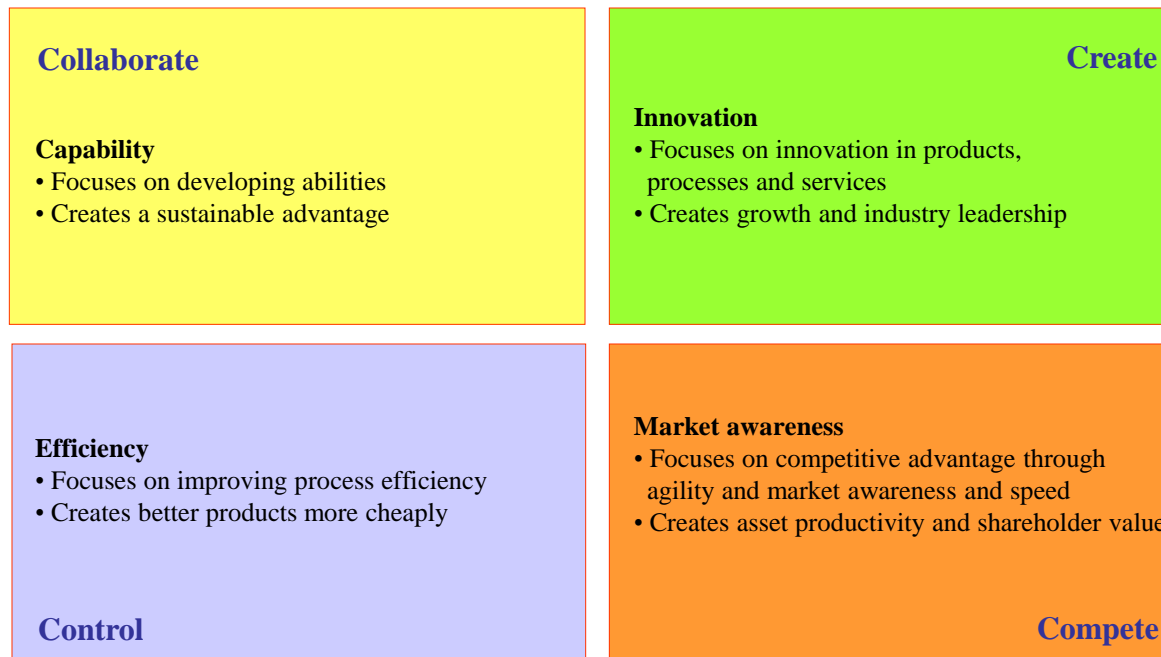 Collaborate
Capability
• Focuses on developing abilities
• Creates a sustainable advantage
Create
Innovation
• Focuses on innovation in products,
processes and services
• Creates growth and industry leadership
Efficiency
• Focuses on improving process efficiency
• Creates better products more cheaply
Control
Market awareness
• Focuses on competitive advantage through
agility and market awareness and speed
• Creates asset productivity and shareholder value
Compete